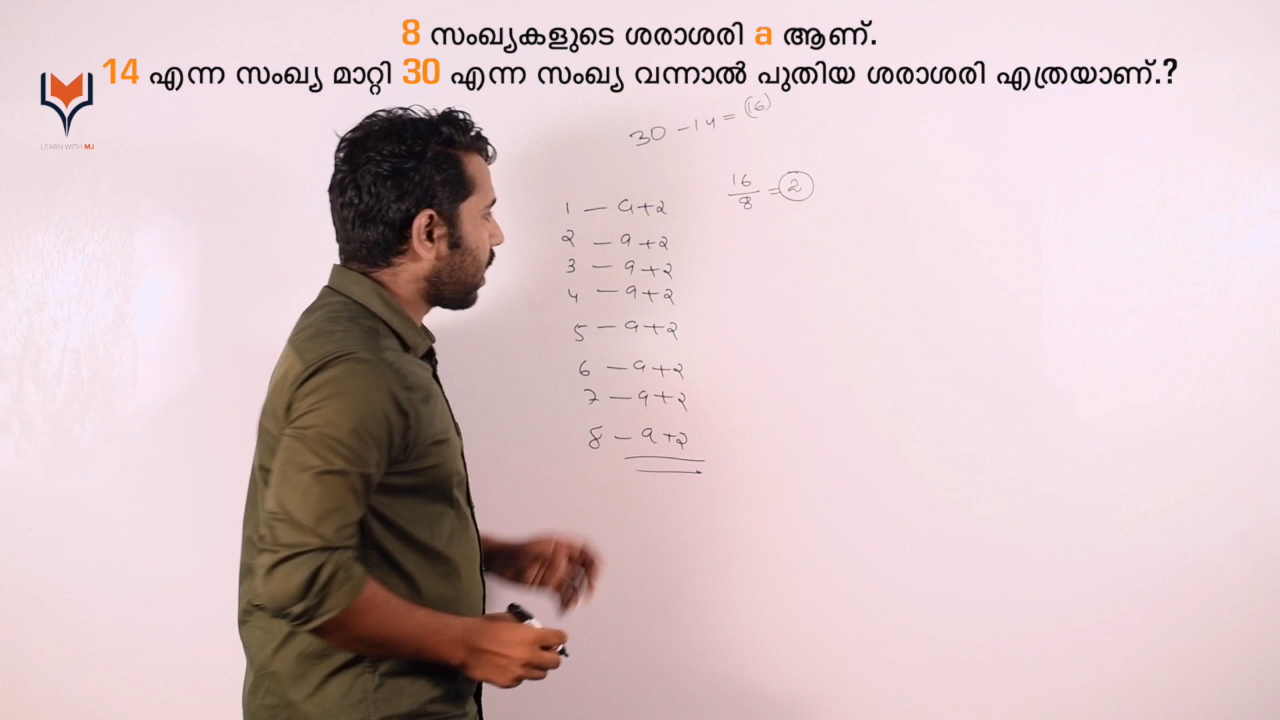 8 സംഖ്യകളുടെ ശരാശരി a ആണ്.
14 എന്ന സംഖ്യ മാറ്റി 30 എന്ന സംഖ്യ വന്നാൽ പുതിയ ശരാശരി എത്രയാണ്.?
LEARN WITH MJ
30 - 14 = (16)
16/8 = 2
1 — a+2
2 — a+2
3 — a+2
4 — a+2
5 — a+2
6 — a+2
7 — a+2
8 — a+2